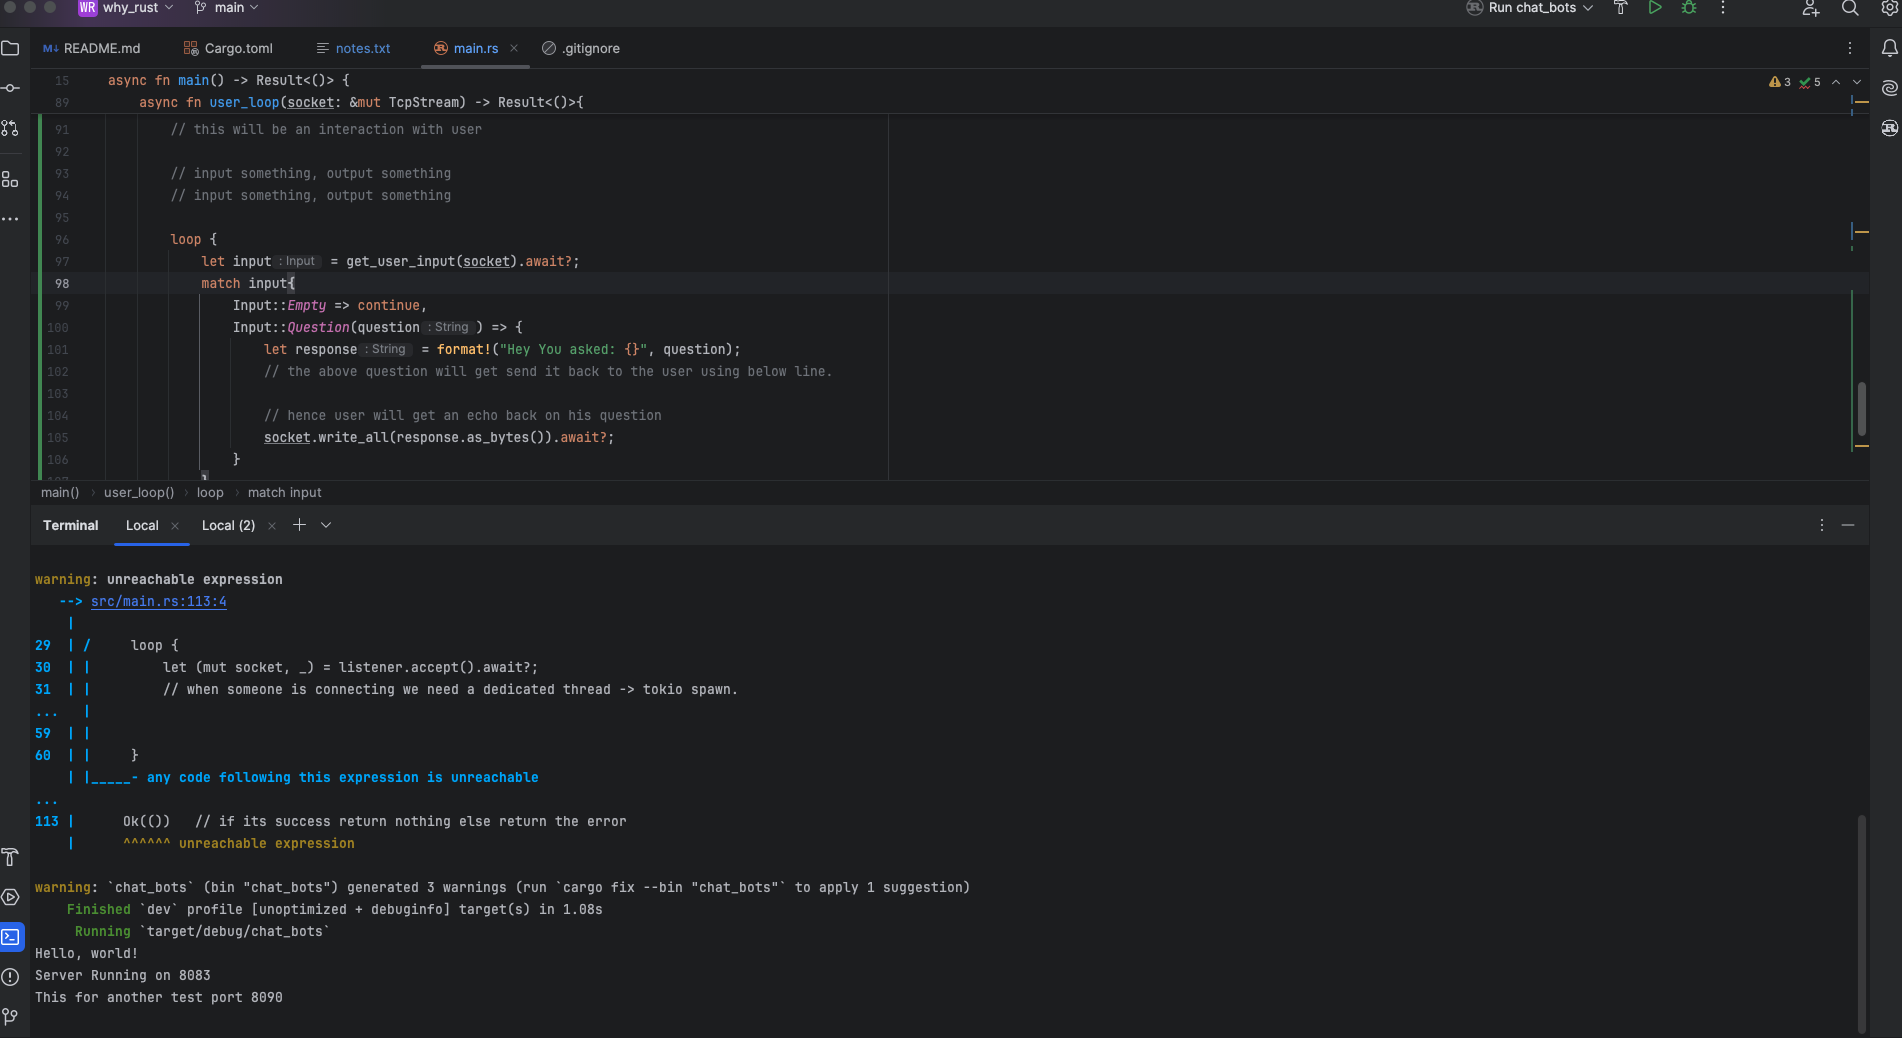 WR why_rust main Run chat_bots
README.md Cargo.toml notes.txt main.rs .gitignore
15 async fn main() -> Result<()> {
3 5
89 async fn user_loop(socket: &mut TcpStream) -> Result<()>{
91 // this will be an interaction with user
92
93 // input something, output something
94 // input something, output something
95
96 loop {
97 let input : Input = get_user_input(socket).await?;
98 match input{
99 Input::Empty => continue,
100 Input::Question(question : String ) => {
101 let response : String = format!("Hey You asked: {}", question);
102 // the above question will get send it back to the user using below line.
103
104 // hence user will get an echo back on his question
105 socket.write_all(response.as_bytes()).await?;
106 }
107 }
main() › user_loop() › loop › match input
Terminal Local × Local (2) × +
warning: unreachable expression
--> src/main.rs:113:4
|
29 | / loop {
30 | | let (mut socket, _) = listener.accept().await?;
31 | | // when someone is connecting we need a dedicated thread -> tokio spawn.
... |
59 | |
60 | | }
| |_____- any code following this expression is unreachable
...
113 | Ok(()) // if its success return nothing else return the error
| ^^^^^^ unreachable expression
warning: `chat_bots` (bin "chat_bots") generated 3 warnings (run `cargo fix --bin "chat_bots"` to apply 1 suggestion)
Finished `dev` profile [unoptimized + debuginfo] target(s) in 1.08s
Running `target/debug/chat_bots`
Hello, world!
Server Running on 8083
This for another test port 8090